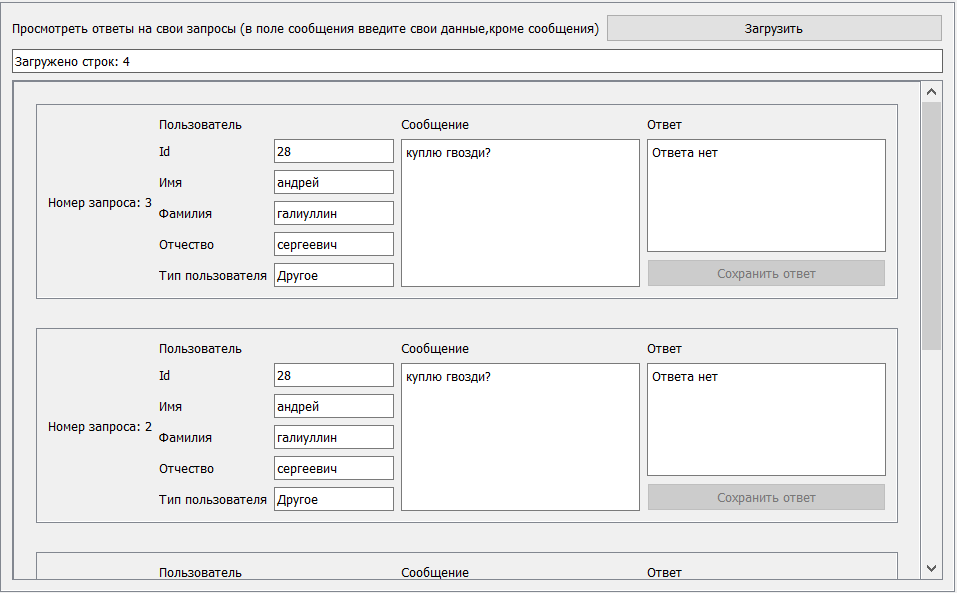 Просмотреть ответы на свои запросы (в поле сообщения введите свои данные,кроме сообщения) Загрузить
Загружено строк: 4
Пользователь Сообщение Ответ
Id 28 куплю гвозди? Ответа нет
Имя андрей
Номер запроса: 3
Фамилия галиуллин
Отчество сергеевич
Тип пользователя Другое Сохранить ответ
Пользователь Сообщение Ответ
Id 28 куплю гвозди? Ответа нет
Имя андрей
Номер запроса: 2
Фамилия галиуллин
Отчество сергеевич
Тип пользователя Другое Сохранить ответ
Пользователь Сообщение Ответ